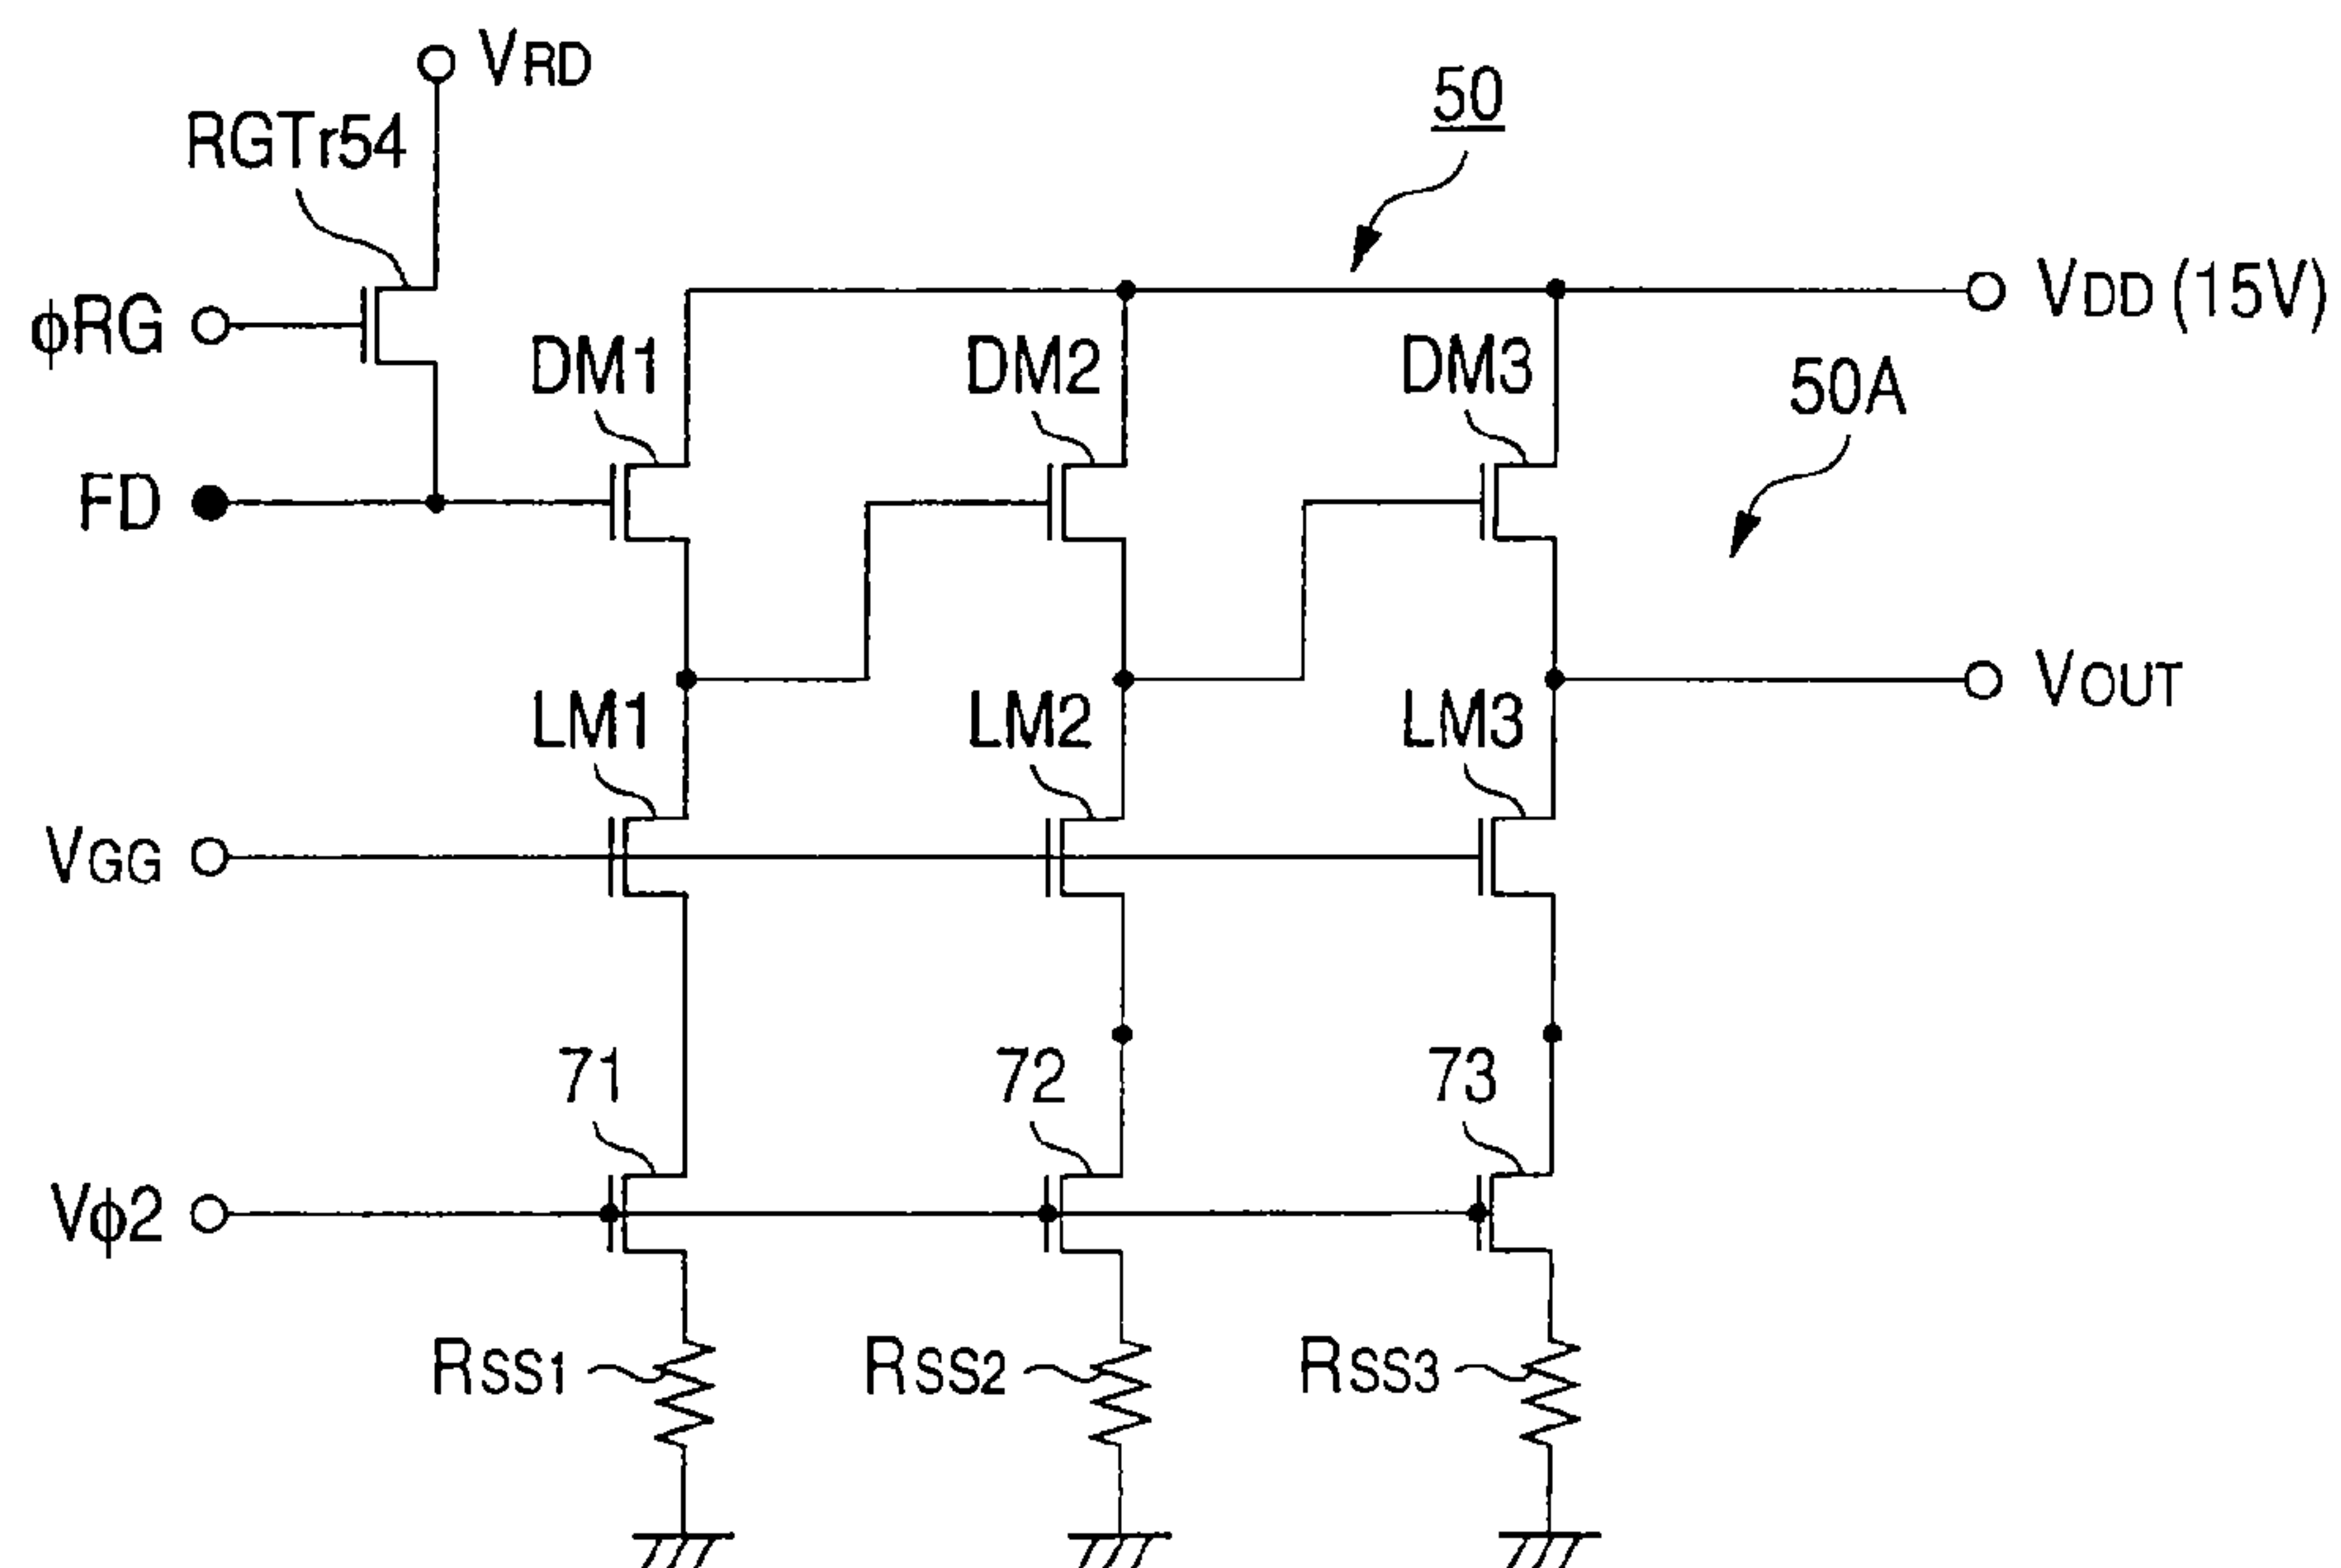 VRD
50
RGTr54
φRG
VDD (15V)
DM1
DM2
DM3
50A
FD
VOUT
LM1
LM2
LM3
VGG
71
72
73
Vφ2
RSS1
RSS2
RSS3